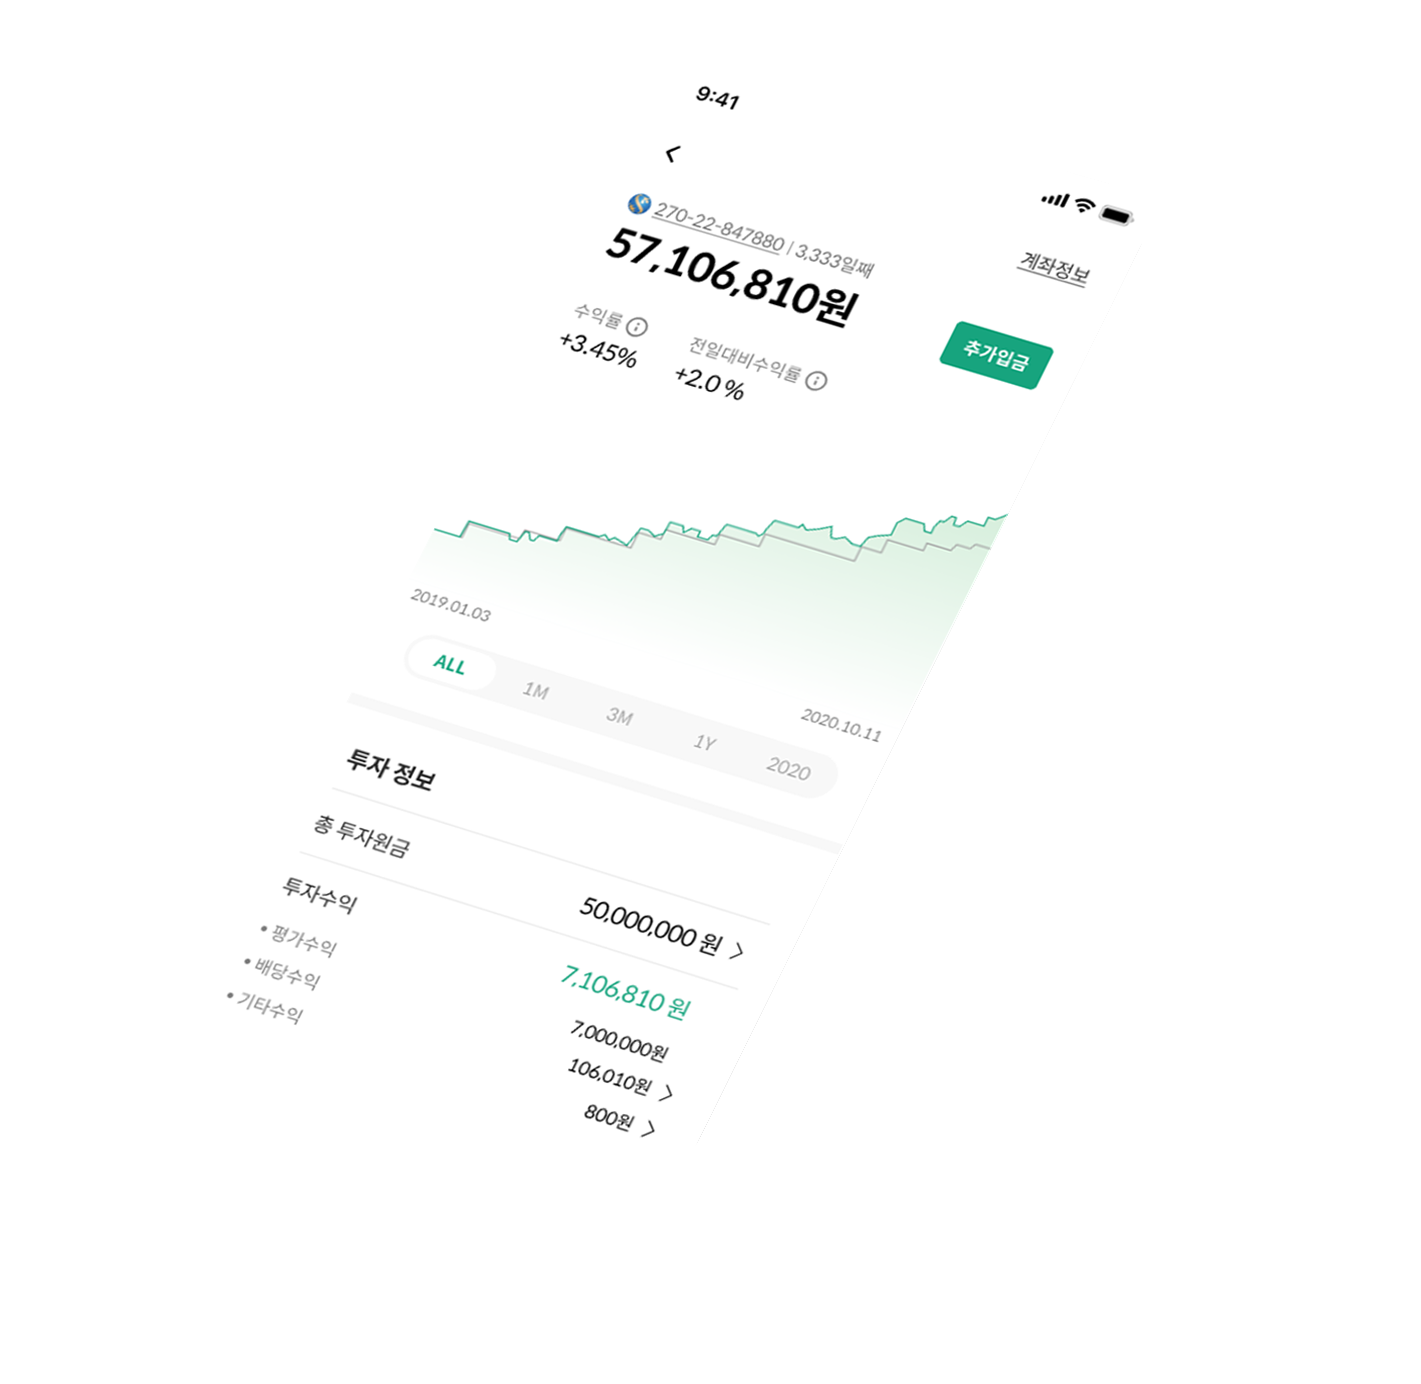 9:41
270-22-847880 | 3,333일째
계좌정보
57,106,810원
추가입금
수익률
전일대비수익률
+3.45%
+2.0 %
2019.01.03
2020.10.11
ALL 1M 3M 1Y 2020
투자 정보
총 투자원금 50,000,000 원
투자수익 7,106,810 원
• 평가수익 7,000,000원
• 배당수익 106,010원
• 기타수익 800원